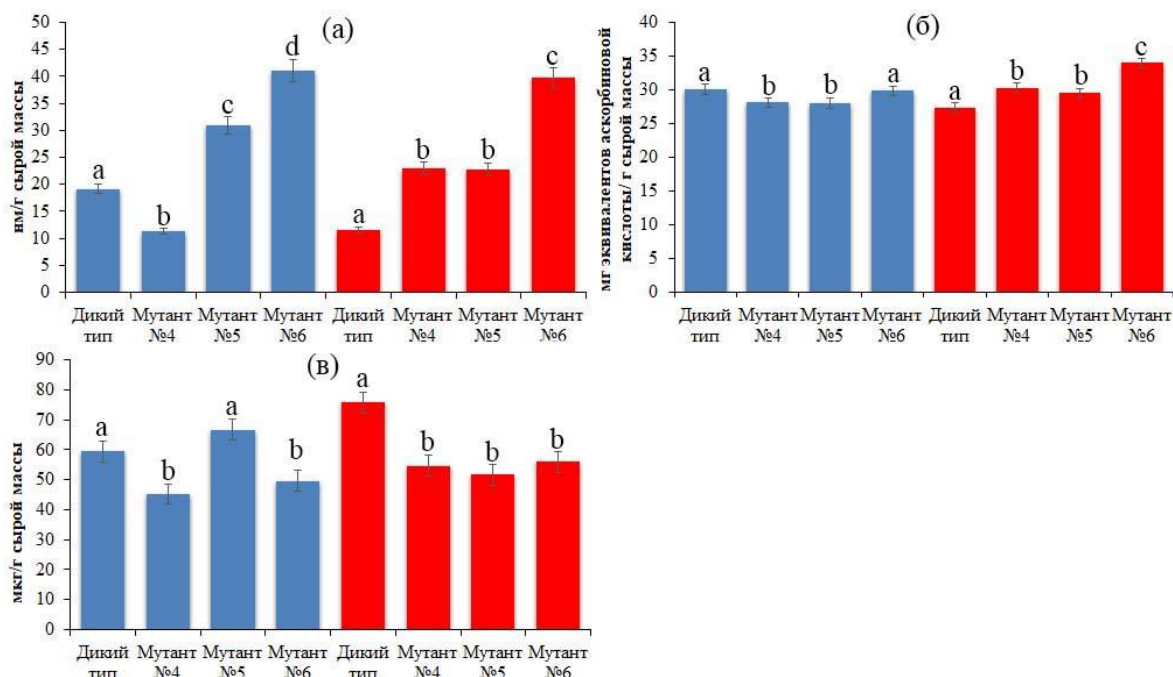 (а)
нм/г сырой массы
50
45
40
35
30
25
20
15
10
5
0
a
b
c
d
a
b
b
c
Дикий тип
Мутант №4
Мутант №5
Мутант №6
Дикий тип
Мутант №4
Мутант №5
Мутант №6
(б)
мг эквивалентов аскорбиновой
кислоты/ г сырой массы
40
35
30
25
20
15
10
5
0
a
b
b
a
a
b
b
c
Дикий тип
Мутант №4
Мутант №5
Мутант №6
Дикий тип
Мутант №4
Мутант №5
Мутант №6
(в)
мкг/г сырой массы
90
80
70
60
50
40
30
20
10
0
a
b
a
b
a
b
b
b
Дикий тип
Мутант №4
Мутант №5
Мутант №6
Дикий тип
Мутант №4
Мутант №5
Мутант №6